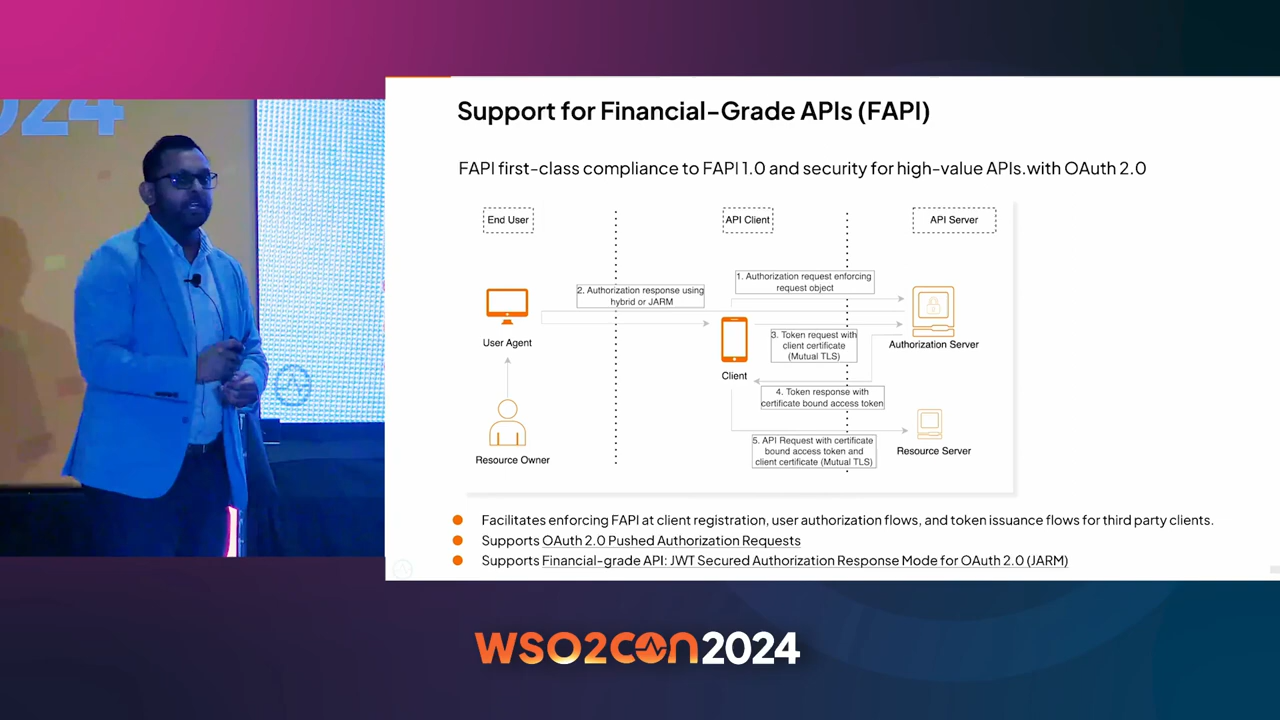 024
Support for Financial-Grade APIs (FAPI)
FAPI first-class compliance to FAPI 1.0 and security for high-value APIs.with OAuth 2.0
End User
API Client
API Server
1. Authorization request enforcing
request object
2. Authorization response using
hybrid or JARM
User Agent
3. Token request with
client certificate
(Mutual TLS)
Authorization Server
Client
4. Token response with
certificate bound access token
5. API Request with certificate
bound access token and
client certificate (Mutual TLS)
Resource Server
Resource Owner
Facilitates enforcing FAPI at client registration, user authorization flows, and token issuance flows for third party clients.
Supports OAuth 2.0 Pushed Authorization Requests
Supports Financial-grade API: JWT Secured Authorization Response Mode for OAuth 2.0 (JARM)
WSO2CON2024